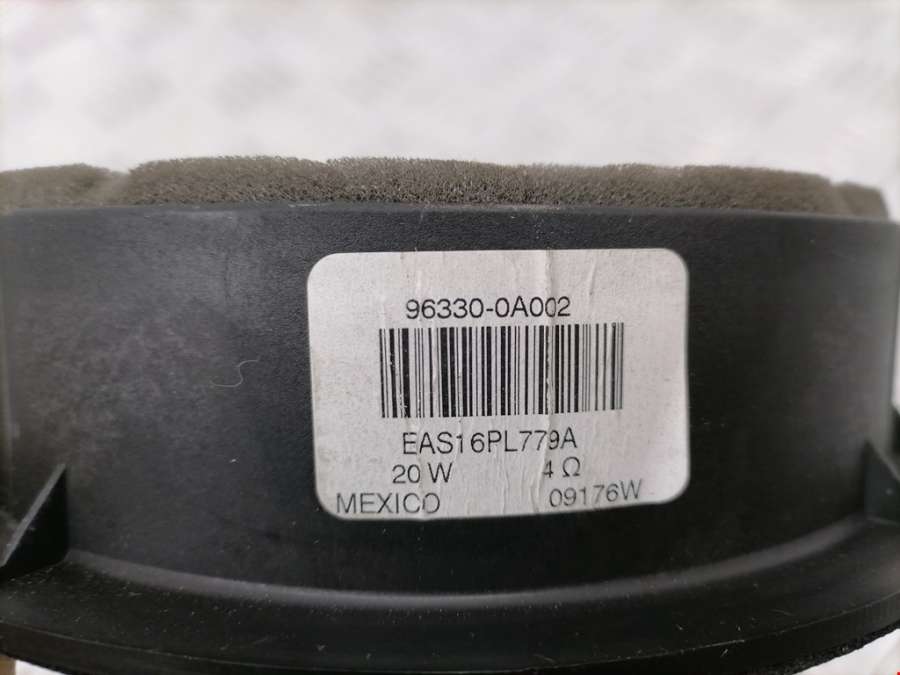 96330-0A002
EAS16PL779A
20 W 4 Ω
MEXICO 09176W